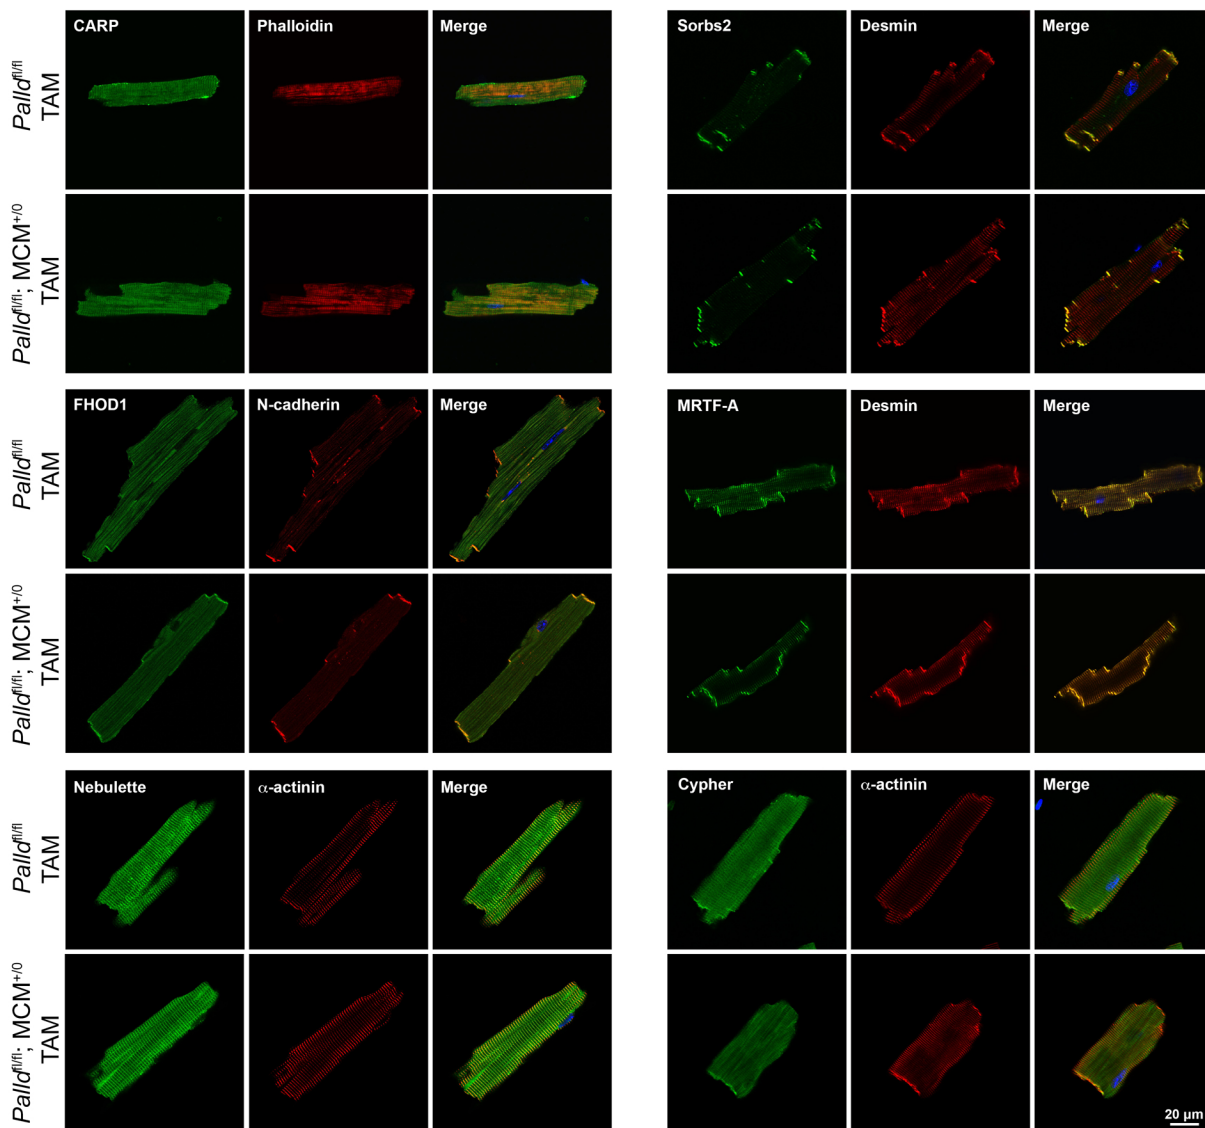 CARP Phalloidin Merge
Palld^fl/fl
TAM
Palld^fl/fl; MCM^+/0
TAM
Sorbs2 Desmin Merge
FHOD1 N-cadherin Merge
Palld^fl/fl
TAM
Palld^fl/fl; MCM^+/0
TAM
MRTF-A Desmin Merge
Nebulette α-actinin Merge
Palld^fl/fl
TAM
Palld^fl/fl; MCM^+/0
TAM
Cypher α-actinin Merge
20 µm